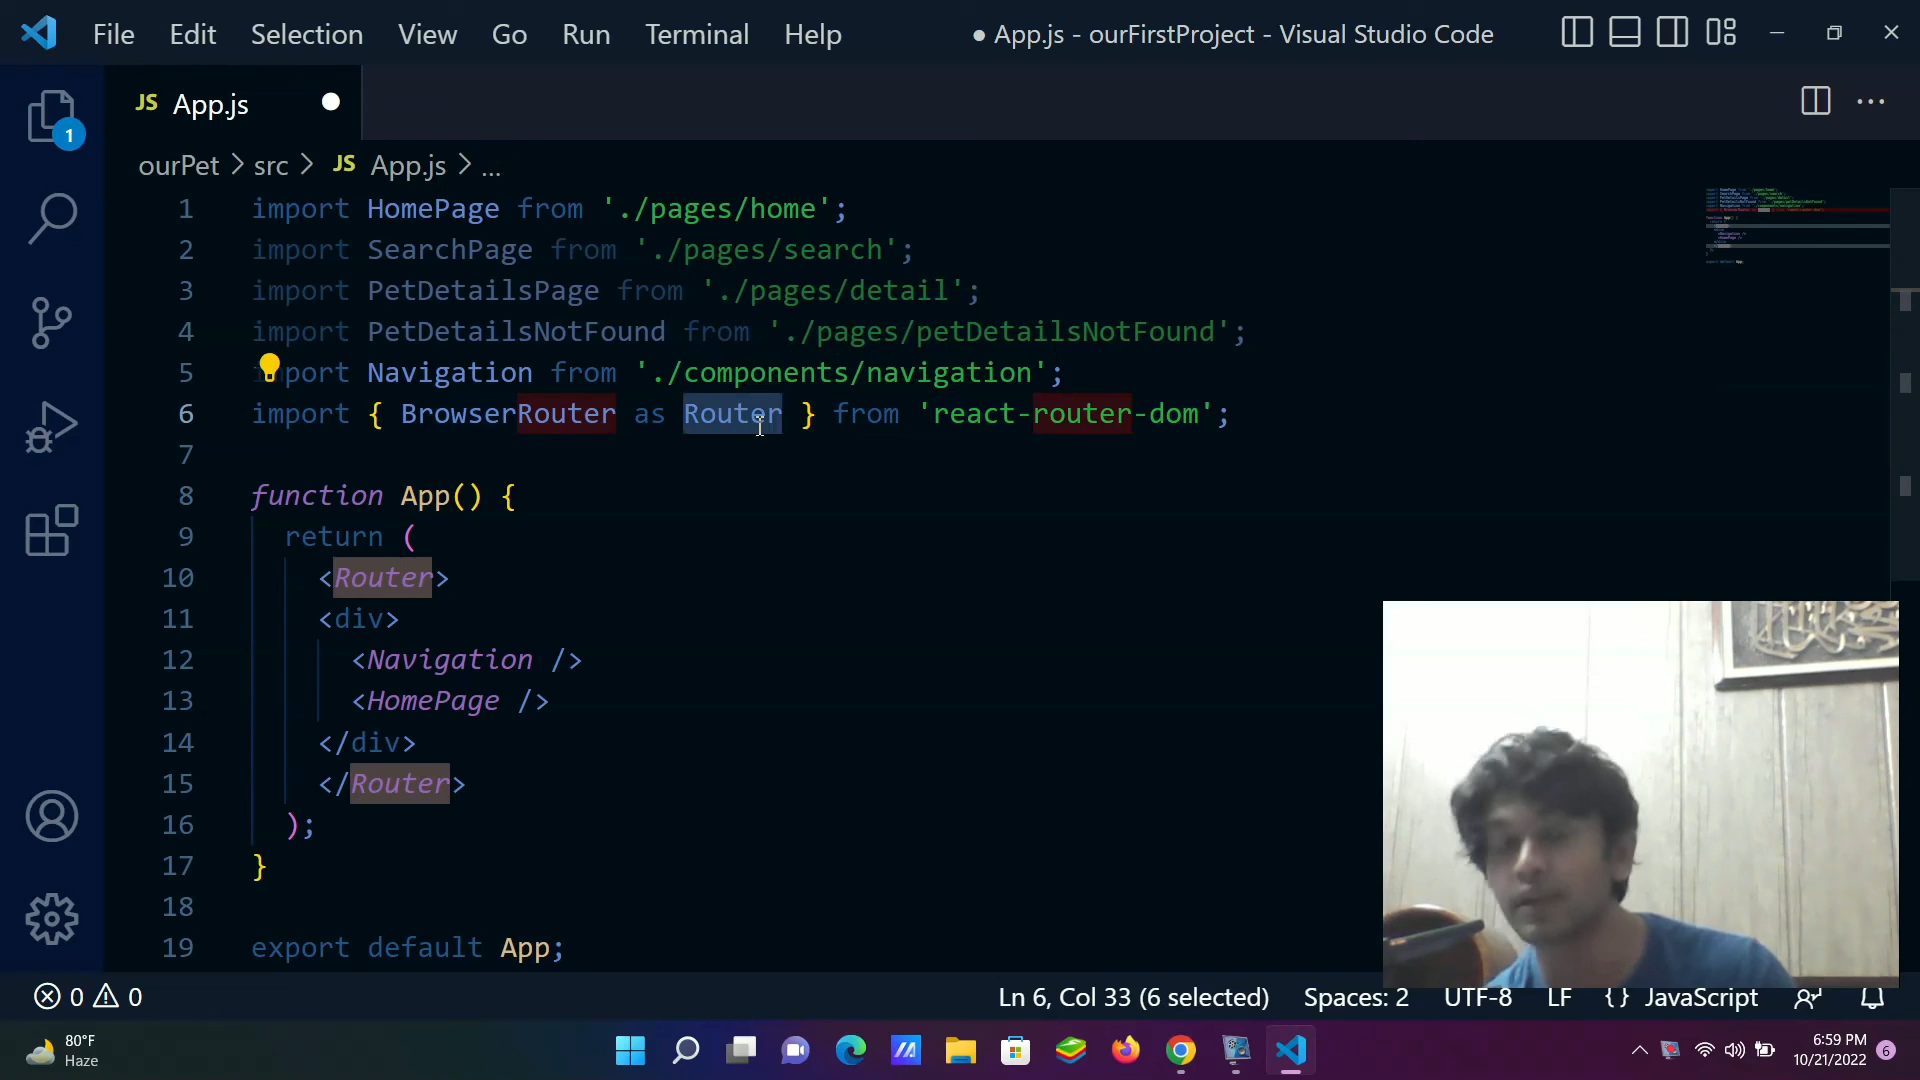 File Edit Selection View Go Run Terminal Help ● App.js - ourFirstProject - Visual Studio Code
JS App.js
1
ourPet > src > JS App.js > ...
1 import HomePage from './pages/home';
2 import SearchPage from './pages/search';
3 import PetDetailsPage from './pages/detail';
4 import PetDetailsNotFound from './pages/petDetailsNotFound';
5 import Navigation from './components/navigation';
6 import { BrowserRouter as Router } from 'react-router-dom';
7
8 function App() {
9 return (
10 <Router>
11 <div>
12 <Navigation />
13 <HomePage />
14 </div>
15 </Router>
16 );
17 }
18
19 export default App;
0 0 Ln 6, Col 33 (6 selected) Spaces: 2 UTF-8 LF {} JavaScript
80°F
Haze
6:59 PM
10/21/2022
6